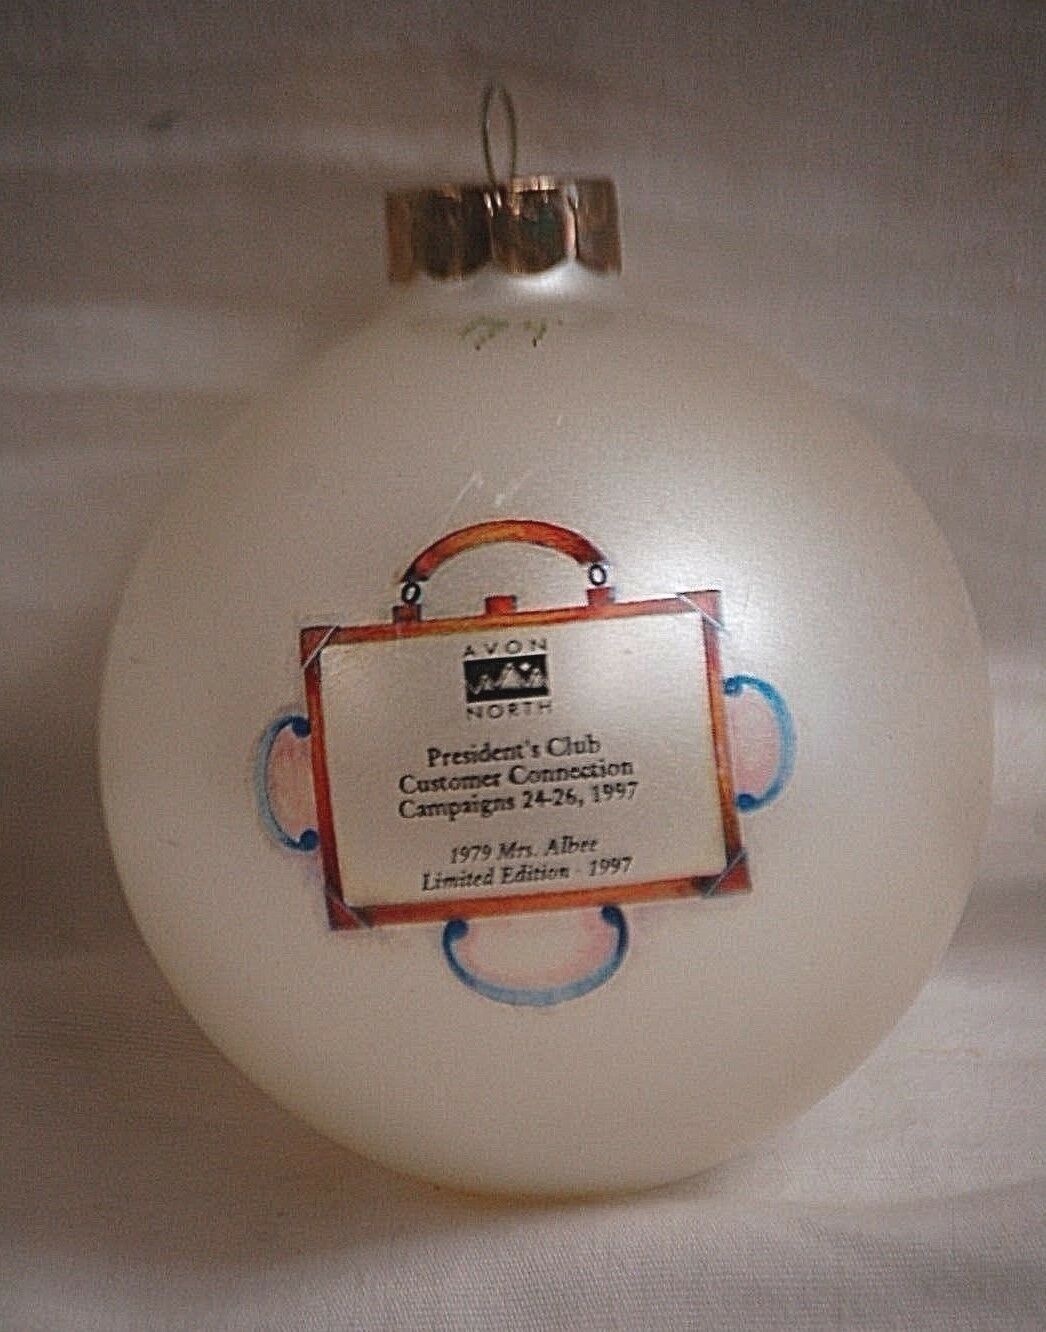 AVON
NORTH
President's Club
Customer Connection
Campaigns 24-26, 1997
1979 Mrs. Albee
Limited Edition - 1997